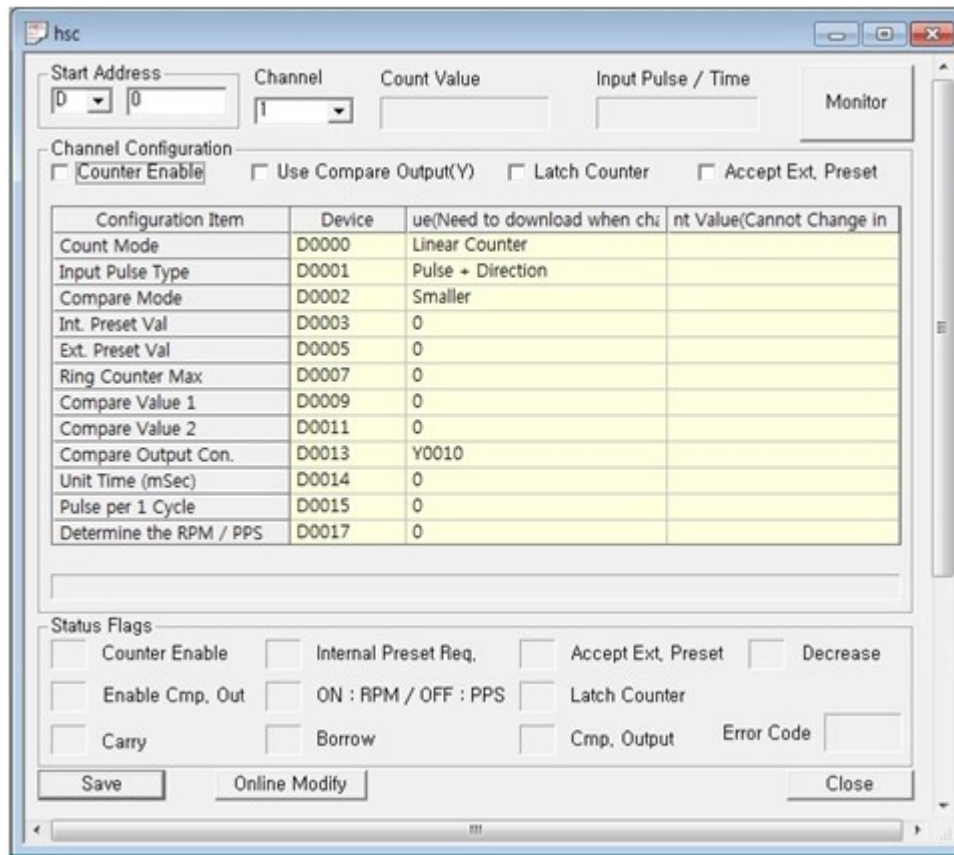 hsc
Start Address
D 0
Channel
1
Count Value
Input Pulse / Time
Monitor
Channel Configuration
Counter Enable Use Compare Output(Y) Latch Counter Accept Ext, Preset
Configuration Item Device ue(Need to download when cha nt Value(Cannot Change in
Count Mode D0000 Linear Counter
Input Pulse Type D0001 Pulse + Direction
Compare Mode D0002 Smaller
Int. Preset Val D0003 0
Ext. Preset Val D0005 0
Ring Counter Max D0007 0
Compare Value 1 D0009 0
Compare Value 2 D0011 0
Compare Output Con. D0013 Y0010
Unit Time (mSec) D0014 0
Pulse per 1 Cycle D0015 0
Determine the RPM / PPS D0017 0
Status Flags
Counter Enable Internal Preset Req, Accept Ext, Preset Decrease
Enable Cmp, Out ON : RPM / OFF : PPS Latch Counter
Carry Borrow Cmp, Output Error Code
Save Online Modify Close